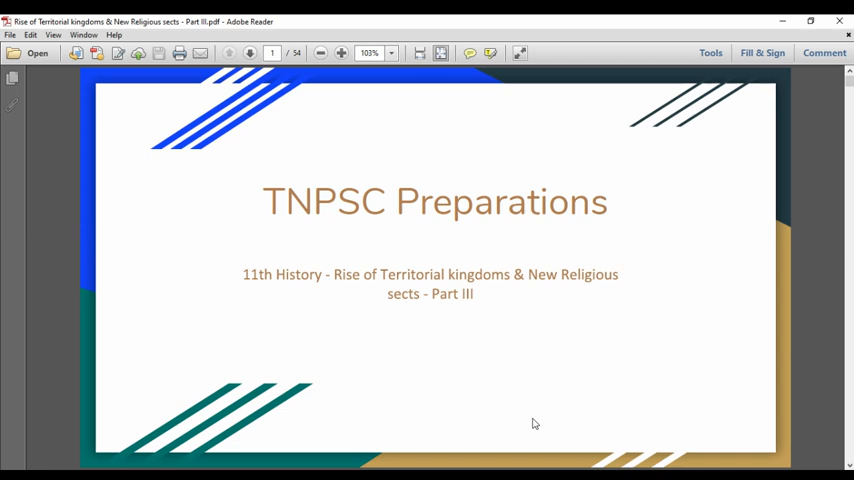 Rise of Territorial kingdoms & New Religious sects - Part III.pdf - Adobe Reader
File Edit View Window Help
Open 1 / 54 103% Tools Fill & Sign Comment
TNPSC Preparations
11th History - Rise of Territorial kingdoms & New Religious
sects - Part III